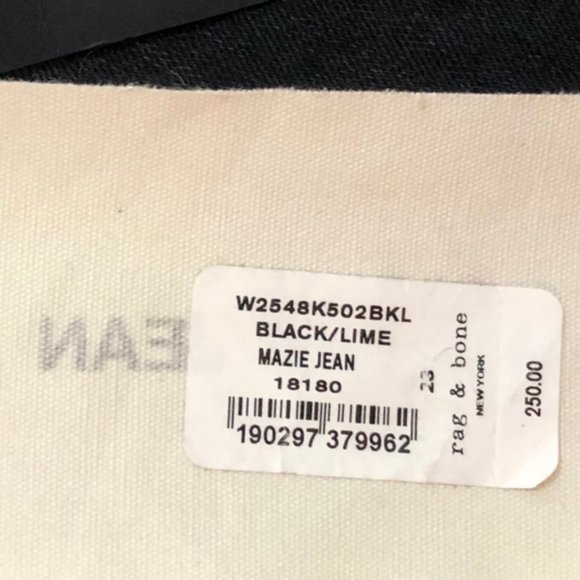 W2548K502BKL
BLACK/LIME
MAZIE JEAN
18180
190297 379962
23
rag & bone
NEW YORK
250.00
EAN